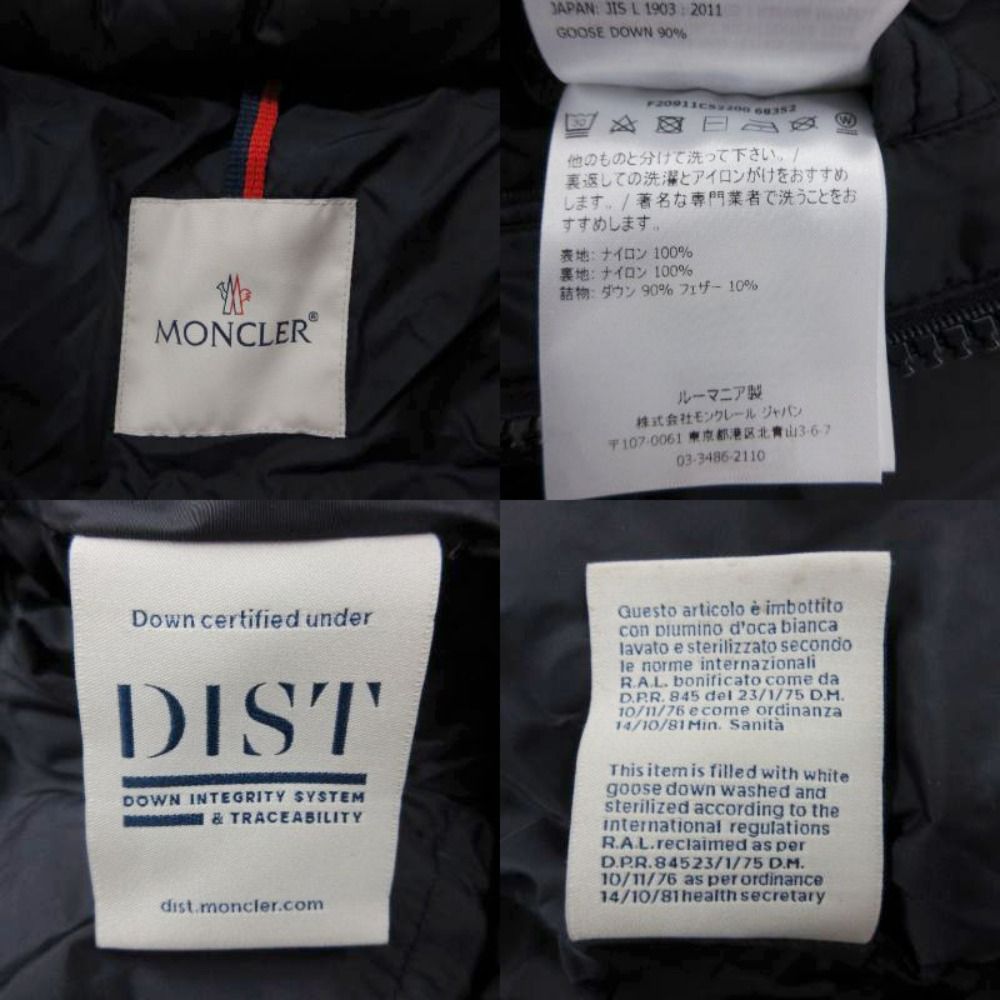 MONCLER®
JAPAN: JIS L 1903 : 2011
GOOSE DOWN 90%
F20911C52200 68352
30
W
他のものと分けて洗って下さい。/
裏返しての洗濯とアイロンがけをおすすめ
します。/ 著名な専門業者で洗うことをお
すすめします。
表地: ナイロン 100%
裏地: ナイロン 100%
詰物: ダウン 90% フェザー 10%
ルーマニア製
株式会社モンクレール ジャパン
〒107-0061 東京都港区北青山3-6-7
03-3486-2110
Down certified under
DIST
DOWN INTEGRITY SYSTEM
& TRACEABILITY
dist.moncler.com
Questo articolo è imbottito
con piumino d'oca bianca
lavato e sterilizzato secondo
le norme internazionali
R.A.L. bonificato come da
D.P.R. 845 del 23/1/75 D.M.
10/11/76 e come ordinanza
14/10/81 Min. Sanità
This item is filled with white
goose down washed and
sterilized according to the
international regulations
R.A.L. reclaimed as per
D.P.R. 845 23/1/75 D.M.
10/11/76 as per ordinance
14/10/81 health secretary